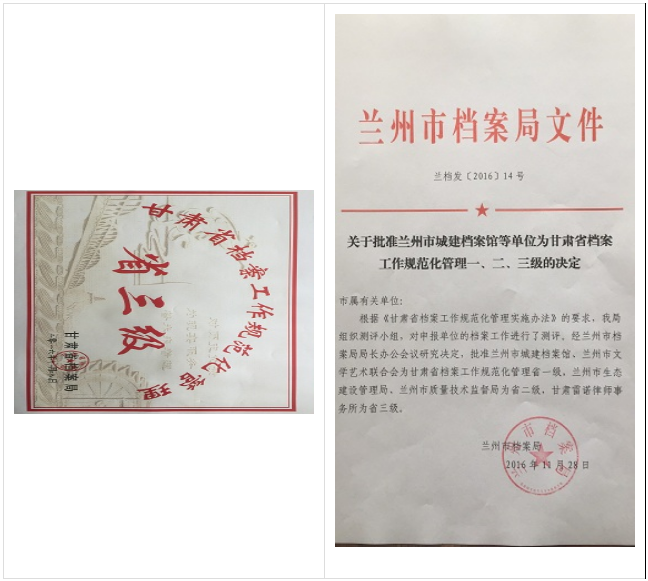 甘肃省档案工作规范化管理
省三级
甘肃省档案局
兰州市档案局文件
兰档发〔2016〕14号
关于批准兰州市城建档案馆等单位为甘肃省档案
工作规范化管理一、二、三级的决定
市属有关单位:
根据《甘肃省档案工作规范化管理实施办法》的要求，我局
组织测评小组，对申报单位的档案工作进行了测评。经兰州市档
案局局长办公会议研究决定，批准兰州市城建档案馆、兰州市文
学艺术联合会为甘肃省档案工作规范化管理省一级，兰州市生态
建设管理局、兰州市质量技术监督局为省二级，甘肃雷诺律师事
务所为省三级。
兰州市档案局
2016年11月28日
兰州市档案局